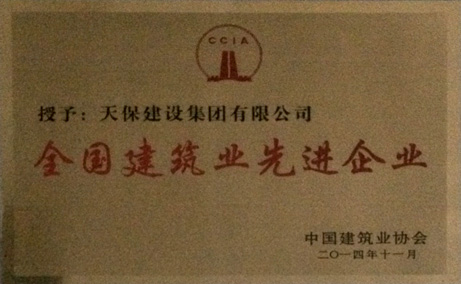 CCIA
授予：天保建设集团有限公司
全国建筑业先进企业
中国建筑业协会
二〇一四年十一月